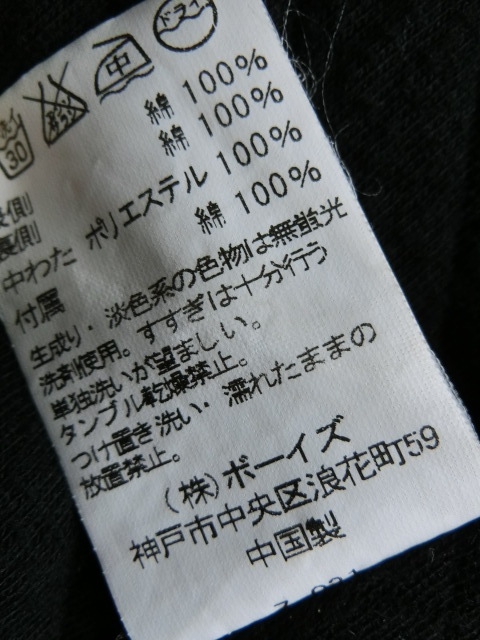 ドライ
中
30
綿 100%
綿 100%
中わた ポリエステル 100%
付属 綿 100%
生成り・淡色系の色物は無蛍光
洗剤使用。すすぎは十分行う
単独洗いが望ましい。
タンブル乾燥禁止。
つけ置き洗い・濡れたままの
放置禁止。
(株)ボーイズ
神戸市中央区浪花町59
中国製